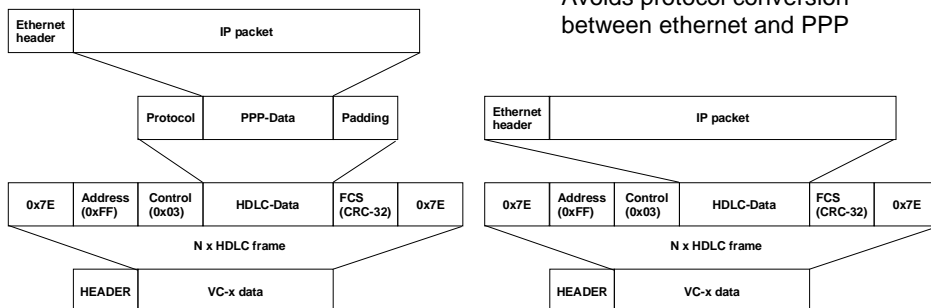 Avoids protocol conversion
between ethernet and PPP
Ethernet
header
IP packet
Protocol
PPP-Data
Padding
0x7E
Address
(0xFF)
Control
(0x03)
HDLC-Data
FCS
(CRC-32)
0x7E
N x HDLC frame
HEADER
VC-x data
Ethernet
header
IP packet
0x7E
Address
(0xFF)
Control
(0x03)
HDLC-Data
FCS
(CRC-32)
0x7E
N x HDLC frame
HEADER
VC-x data